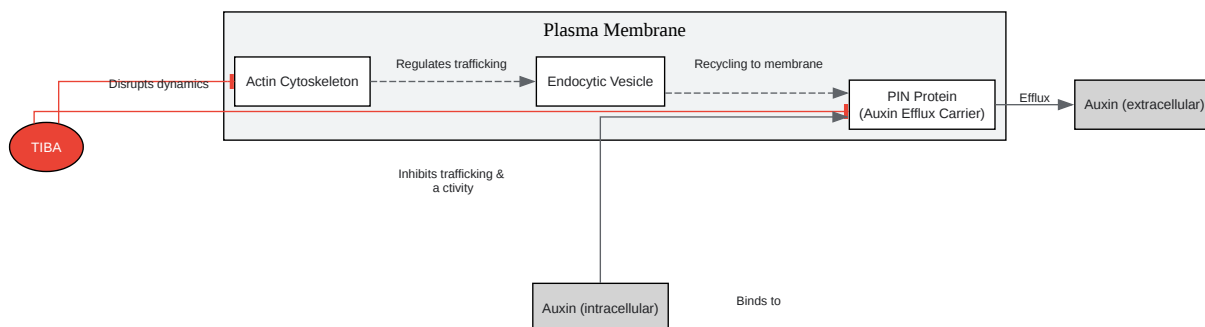 Plasma Membrane
Disrupts dynamics
Actin Cytoskeleton
Regulates trafficking
Endocytic Vesicle
Recycling to membrane
PIN Protein
(Auxin Efflux Carrier)
Efflux
Auxin (extracellular)
TIBA
Inhibits trafficking &
a ctivity
Auxin (intracellular)
Binds to